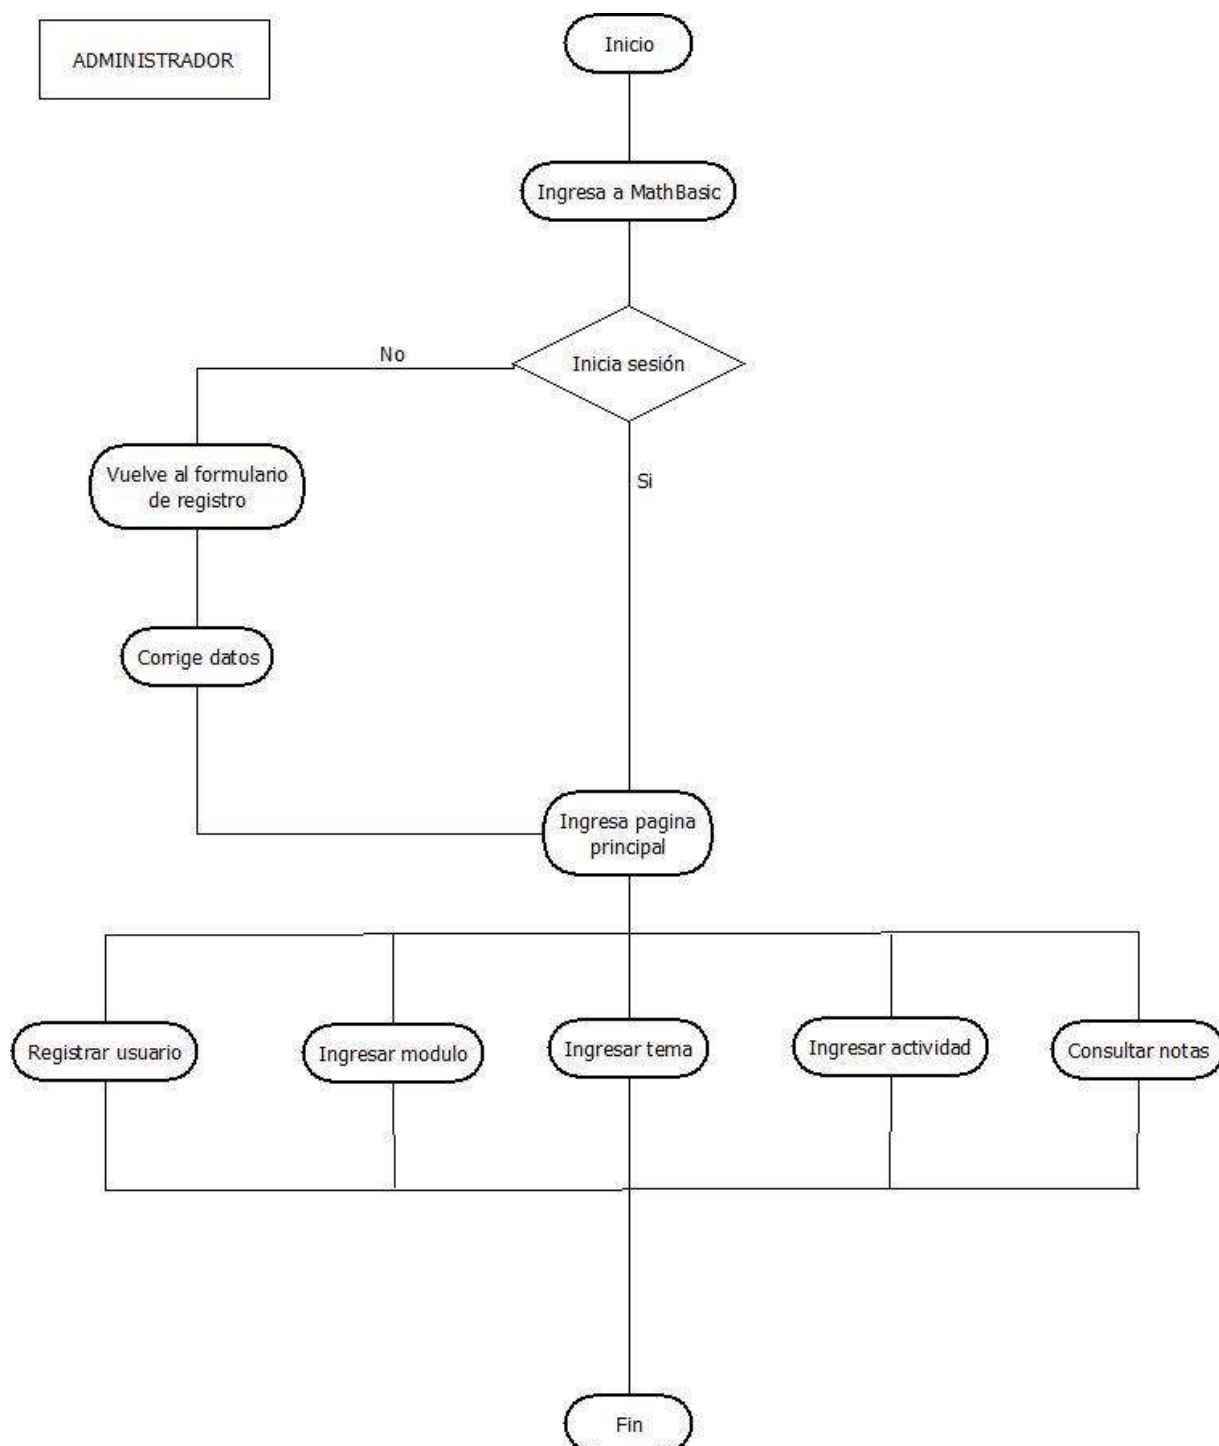 ADMINISTRADOR
Inicio
Ingresa a MathBasic
Inicia sesión
No
Si
Vuelve al formulario
de registro
Corrige datos
Ingresa pagina
principal
Registrar usuario
Ingresar modulo
Ingresar tema
Ingresar actividad
Consultar notas
Fin